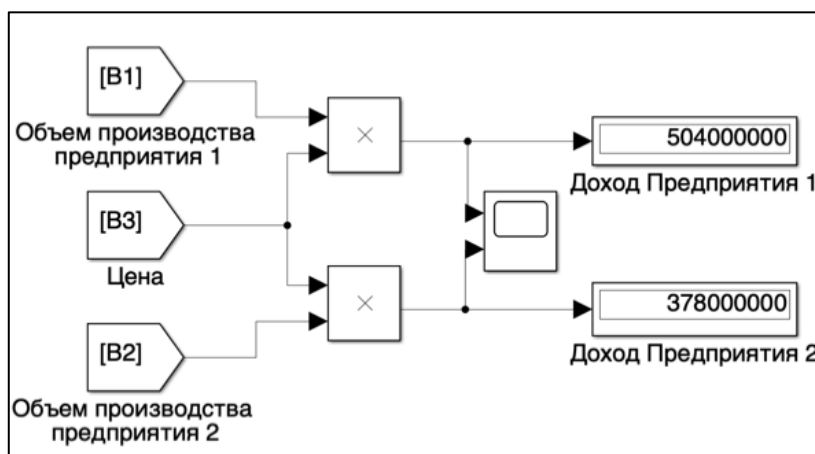 [B1]
Объем производства
предприятия 1
×
504000000
Доход Предприятия 1
[B3]
Цена
×
378000000
Доход Предприятия 2
[B2]
Объем производства
предприятия 2